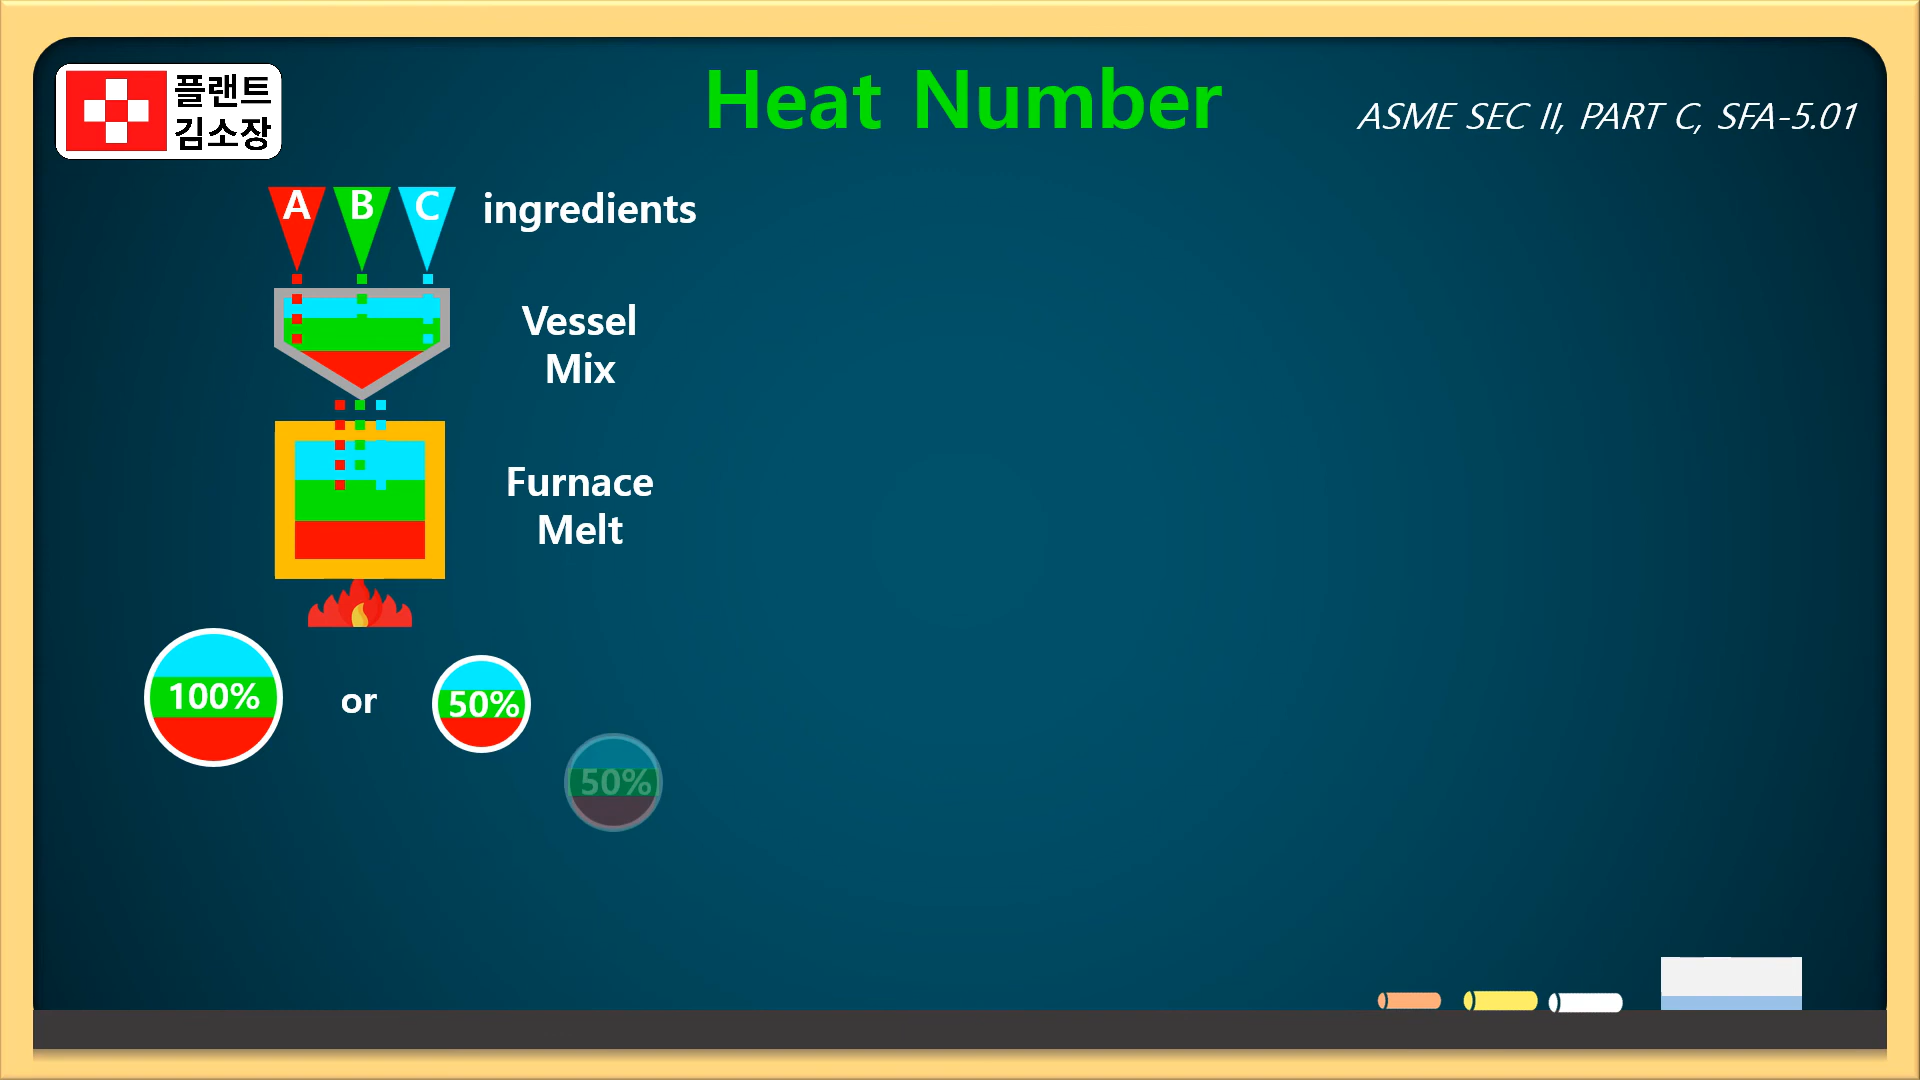 플랜트
김소장
Heat Number
ASME SEC II, PART C, SFA-5.01
A B C ingredients
Vessel
Mix
Furnace
Melt
100% or 50%
50%